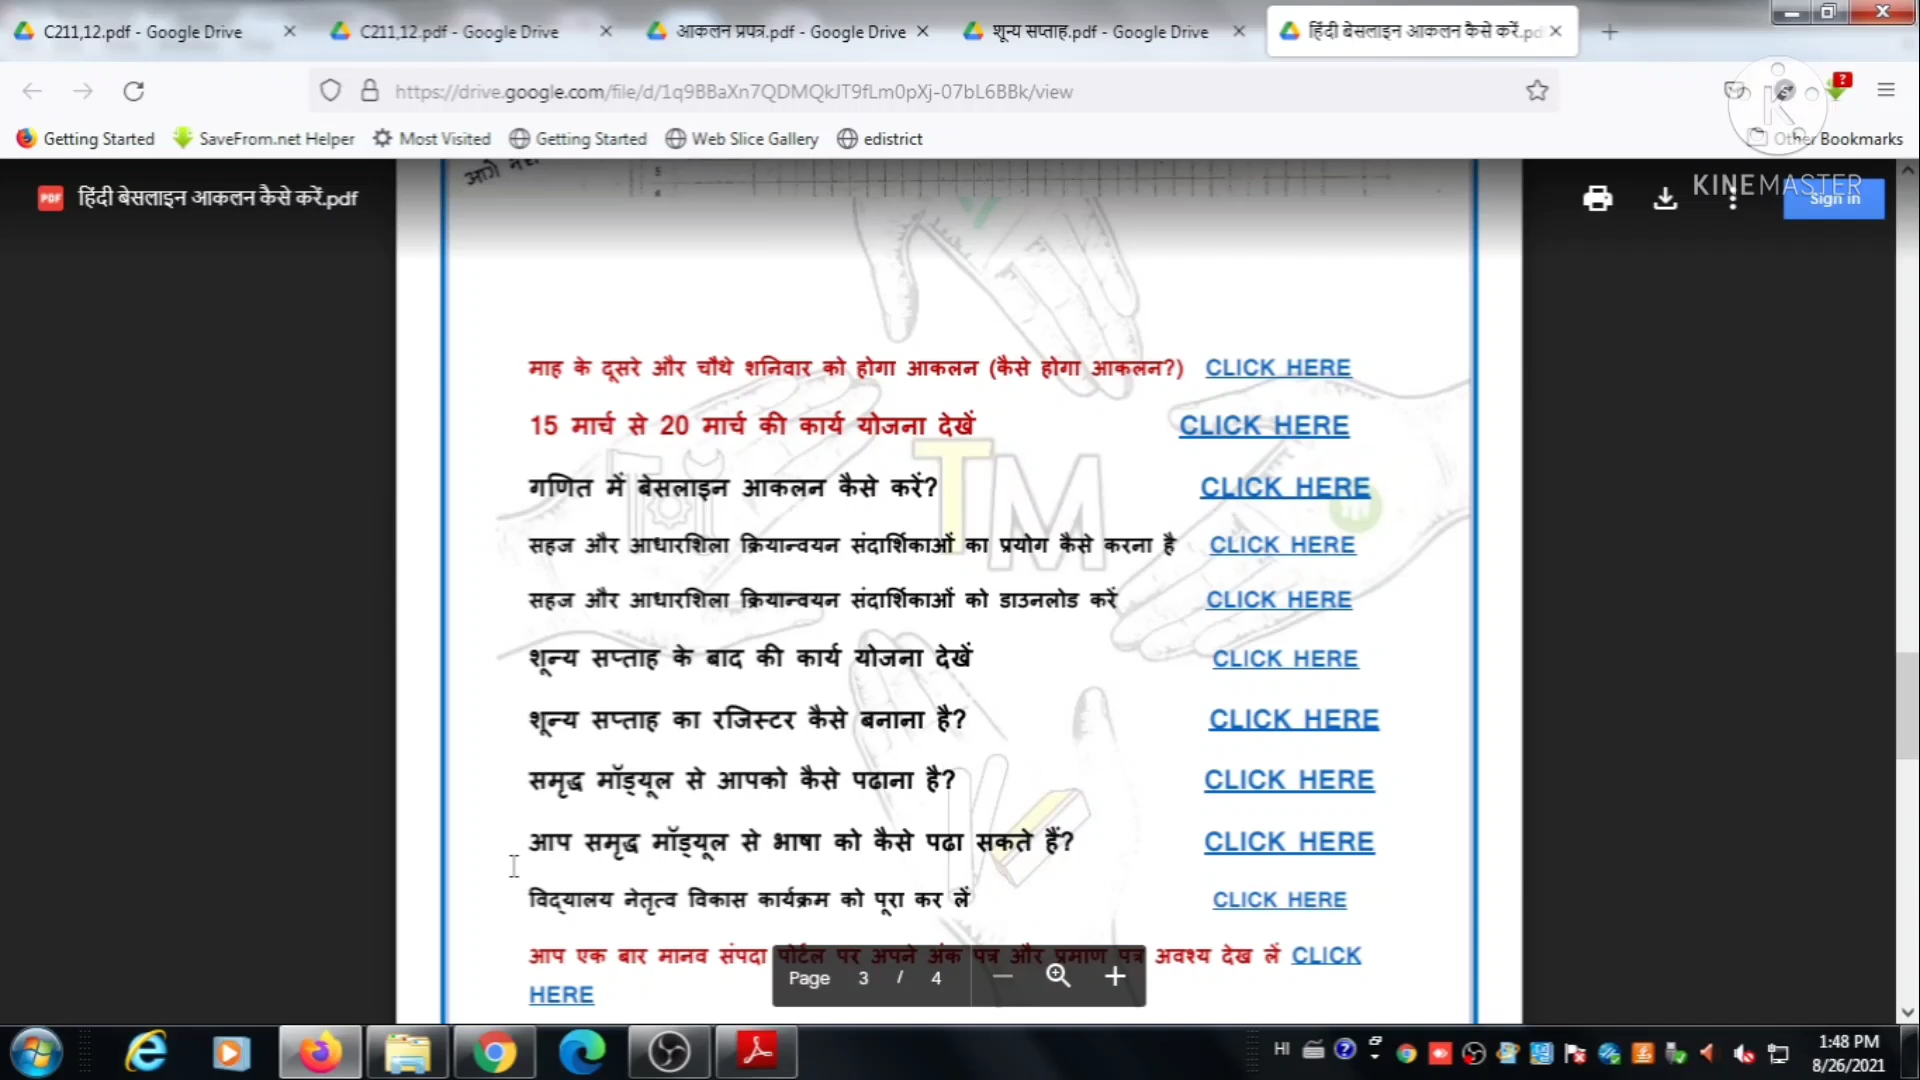 C211,12.pdf - Google Drive
C211,12.pdf - Google Drive
आकलन प्रपत्र.pdf - Google Drive
शून्य सप्ताह.pdf - Google Drive
हिंदी बेसलाइन आकलन कैसे करें.pd
https://drive.google.com/file/d/1q9BBaXn7QDMQkJT9fLm0pXj-07bL6BBk/view
Getting Started
SaveFrom.net Helper
Most Visited
Getting Started
Web Slice Gallery
edistrict
Other Bookmarks
आगे
PDF हिंदी बेसलाइन आकलन कैसे करें.pdf
KINEMASTER
Sign in
माह के दूसरे और चौथे शनिवार को होगा आकलन (कैसे होगा आकलन?) CLICK HERE
15 मार्च से 20 मार्च की कार्य योजना देखें CLICK HERE
गणित में बेसलाइन आकलन कैसे करें? CLICK HERE
TM
सहज और आधारशिला क्रियान्वयन संदार्शिकाओं का प्रयोग कैसे करना है CLICK HERE
सहज और आधारशिला क्रियान्वयन संदार्शिकाओं को डाउनलोड करें CLICK HERE
शून्य सप्ताह के बाद की कार्य योजना देखें CLICK HERE
शून्य सप्ताह का रजिस्टर कैसे बनाना है? CLICK HERE
समृद्ध मॉड्यूल से आपको कैसे पढाना है? CLICK HERE
आप समृद्ध मॉड्यूल से भाषा को कैसे पढा सकते हैं? CLICK HERE
विद्यालय नेतृत्व विकास कार्यक्रम को पूरा कर लें CLICK HERE
आप एक बार मानव संपदा पोर्टल पर अपने अंक पत्र और प्रमाण पत्र अवश्य देख लें CLICK
HERE
Page 3 / 4
HI
1:48 PM
8/26/2021